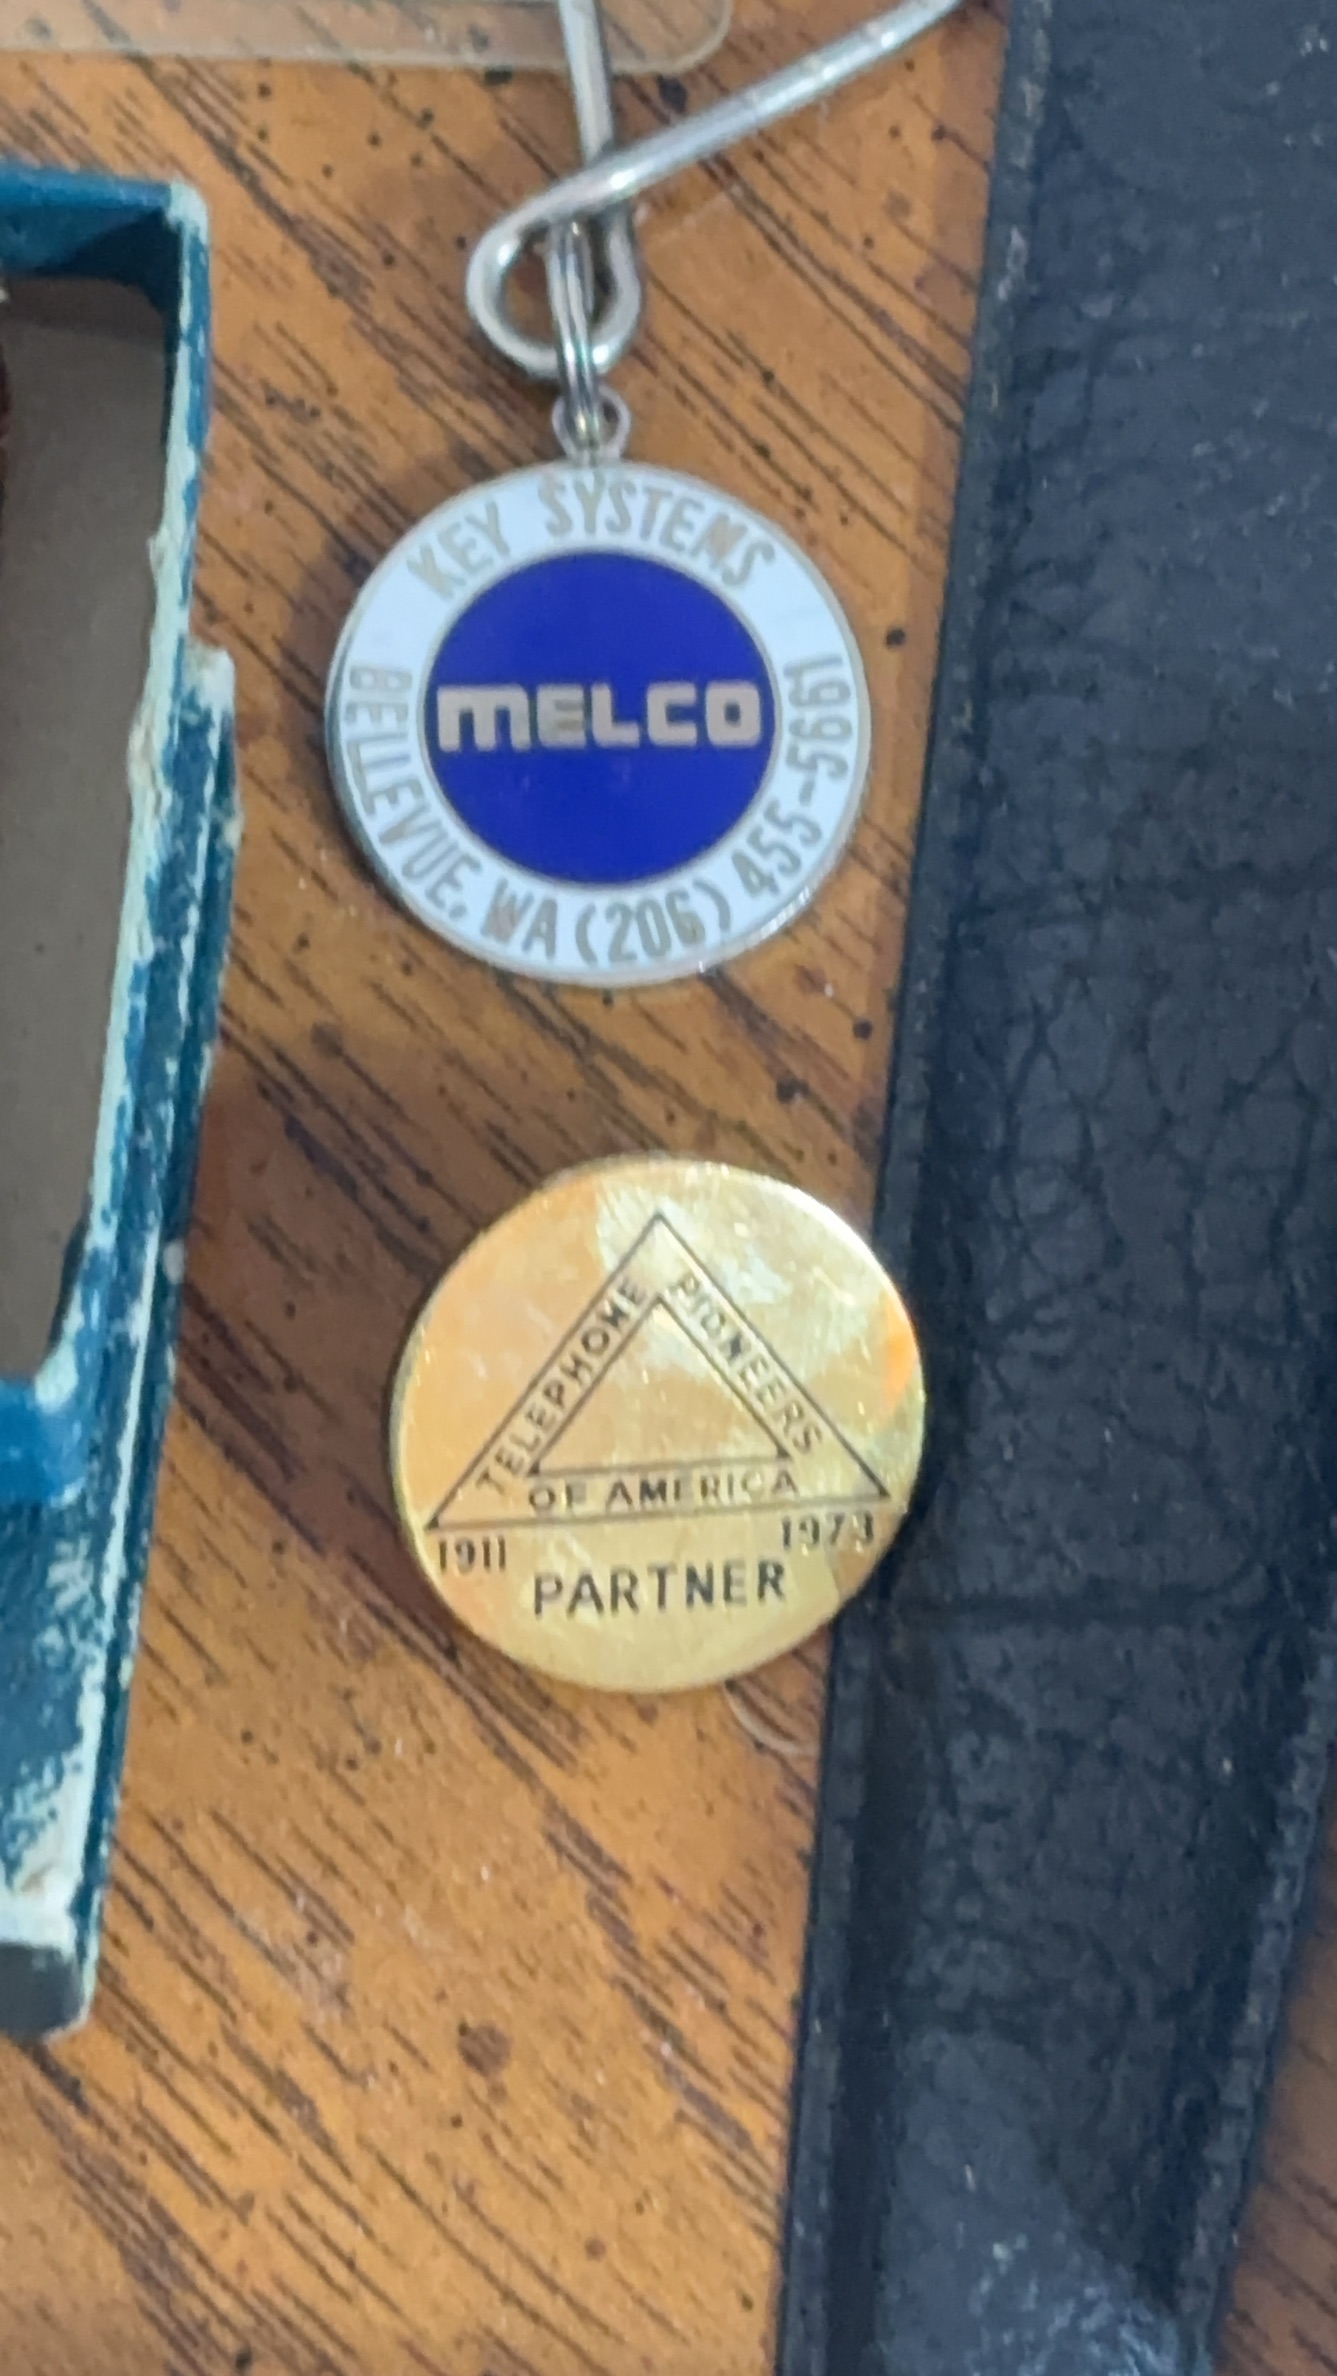 KEY SYSTEMS
MELCO
BELLEVUE, WA (206) 455-5661
TELEPHONE PIONEERS
OF AMERICA
1911 1973
PARTNER